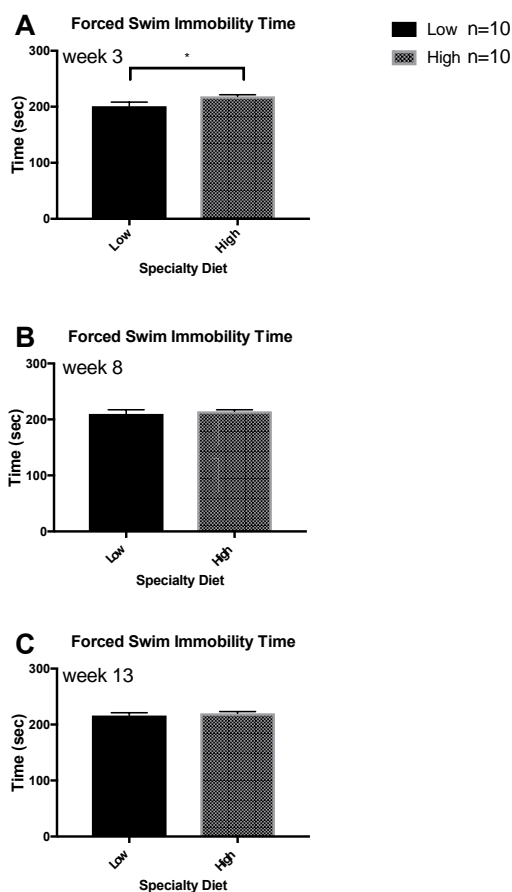 A Forced Swim Immobility Time
week 3
*
300
200
100
0
Time (sec)
Low
High
Specialty Diet
Low n=10
High n=10
B Forced Swim Immobility Time
week 8
300
200
100
0
Time (sec)
Low
High
Specialty Diet
C Forced Swim Immobility Time
week 13
300
200
100
0
Time (sec)
Low
High
Specialty Diet